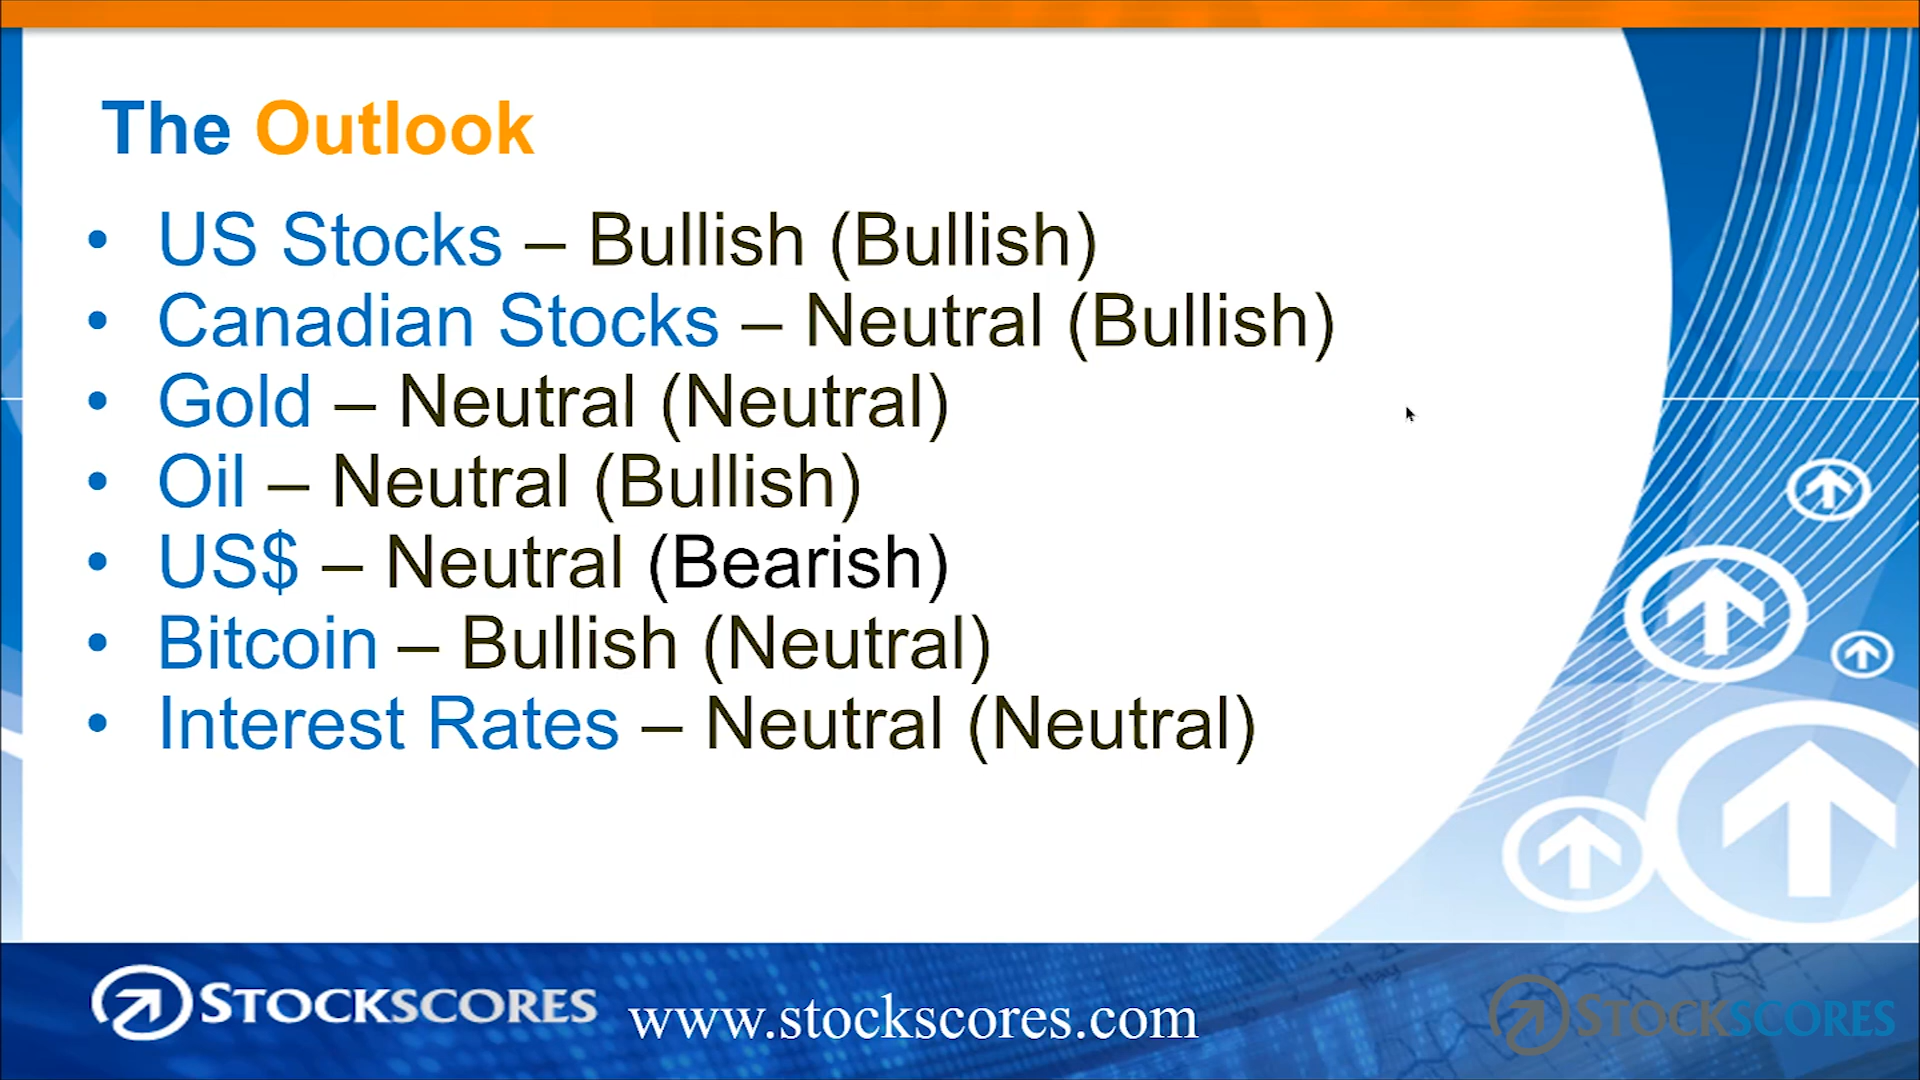 The Outlook
• US Stocks – Bullish (Bullish)
• Canadian Stocks – Neutral (Bullish)
• Gold – Neutral (Neutral)
• Oil – Neutral (Bullish)
• US$ – Neutral (Bearish)
• Bitcoin – Bullish (Neutral)
• Interest Rates – Neutral (Neutral)
STOCKSCORES www.stockscores.com STOCKSCORES